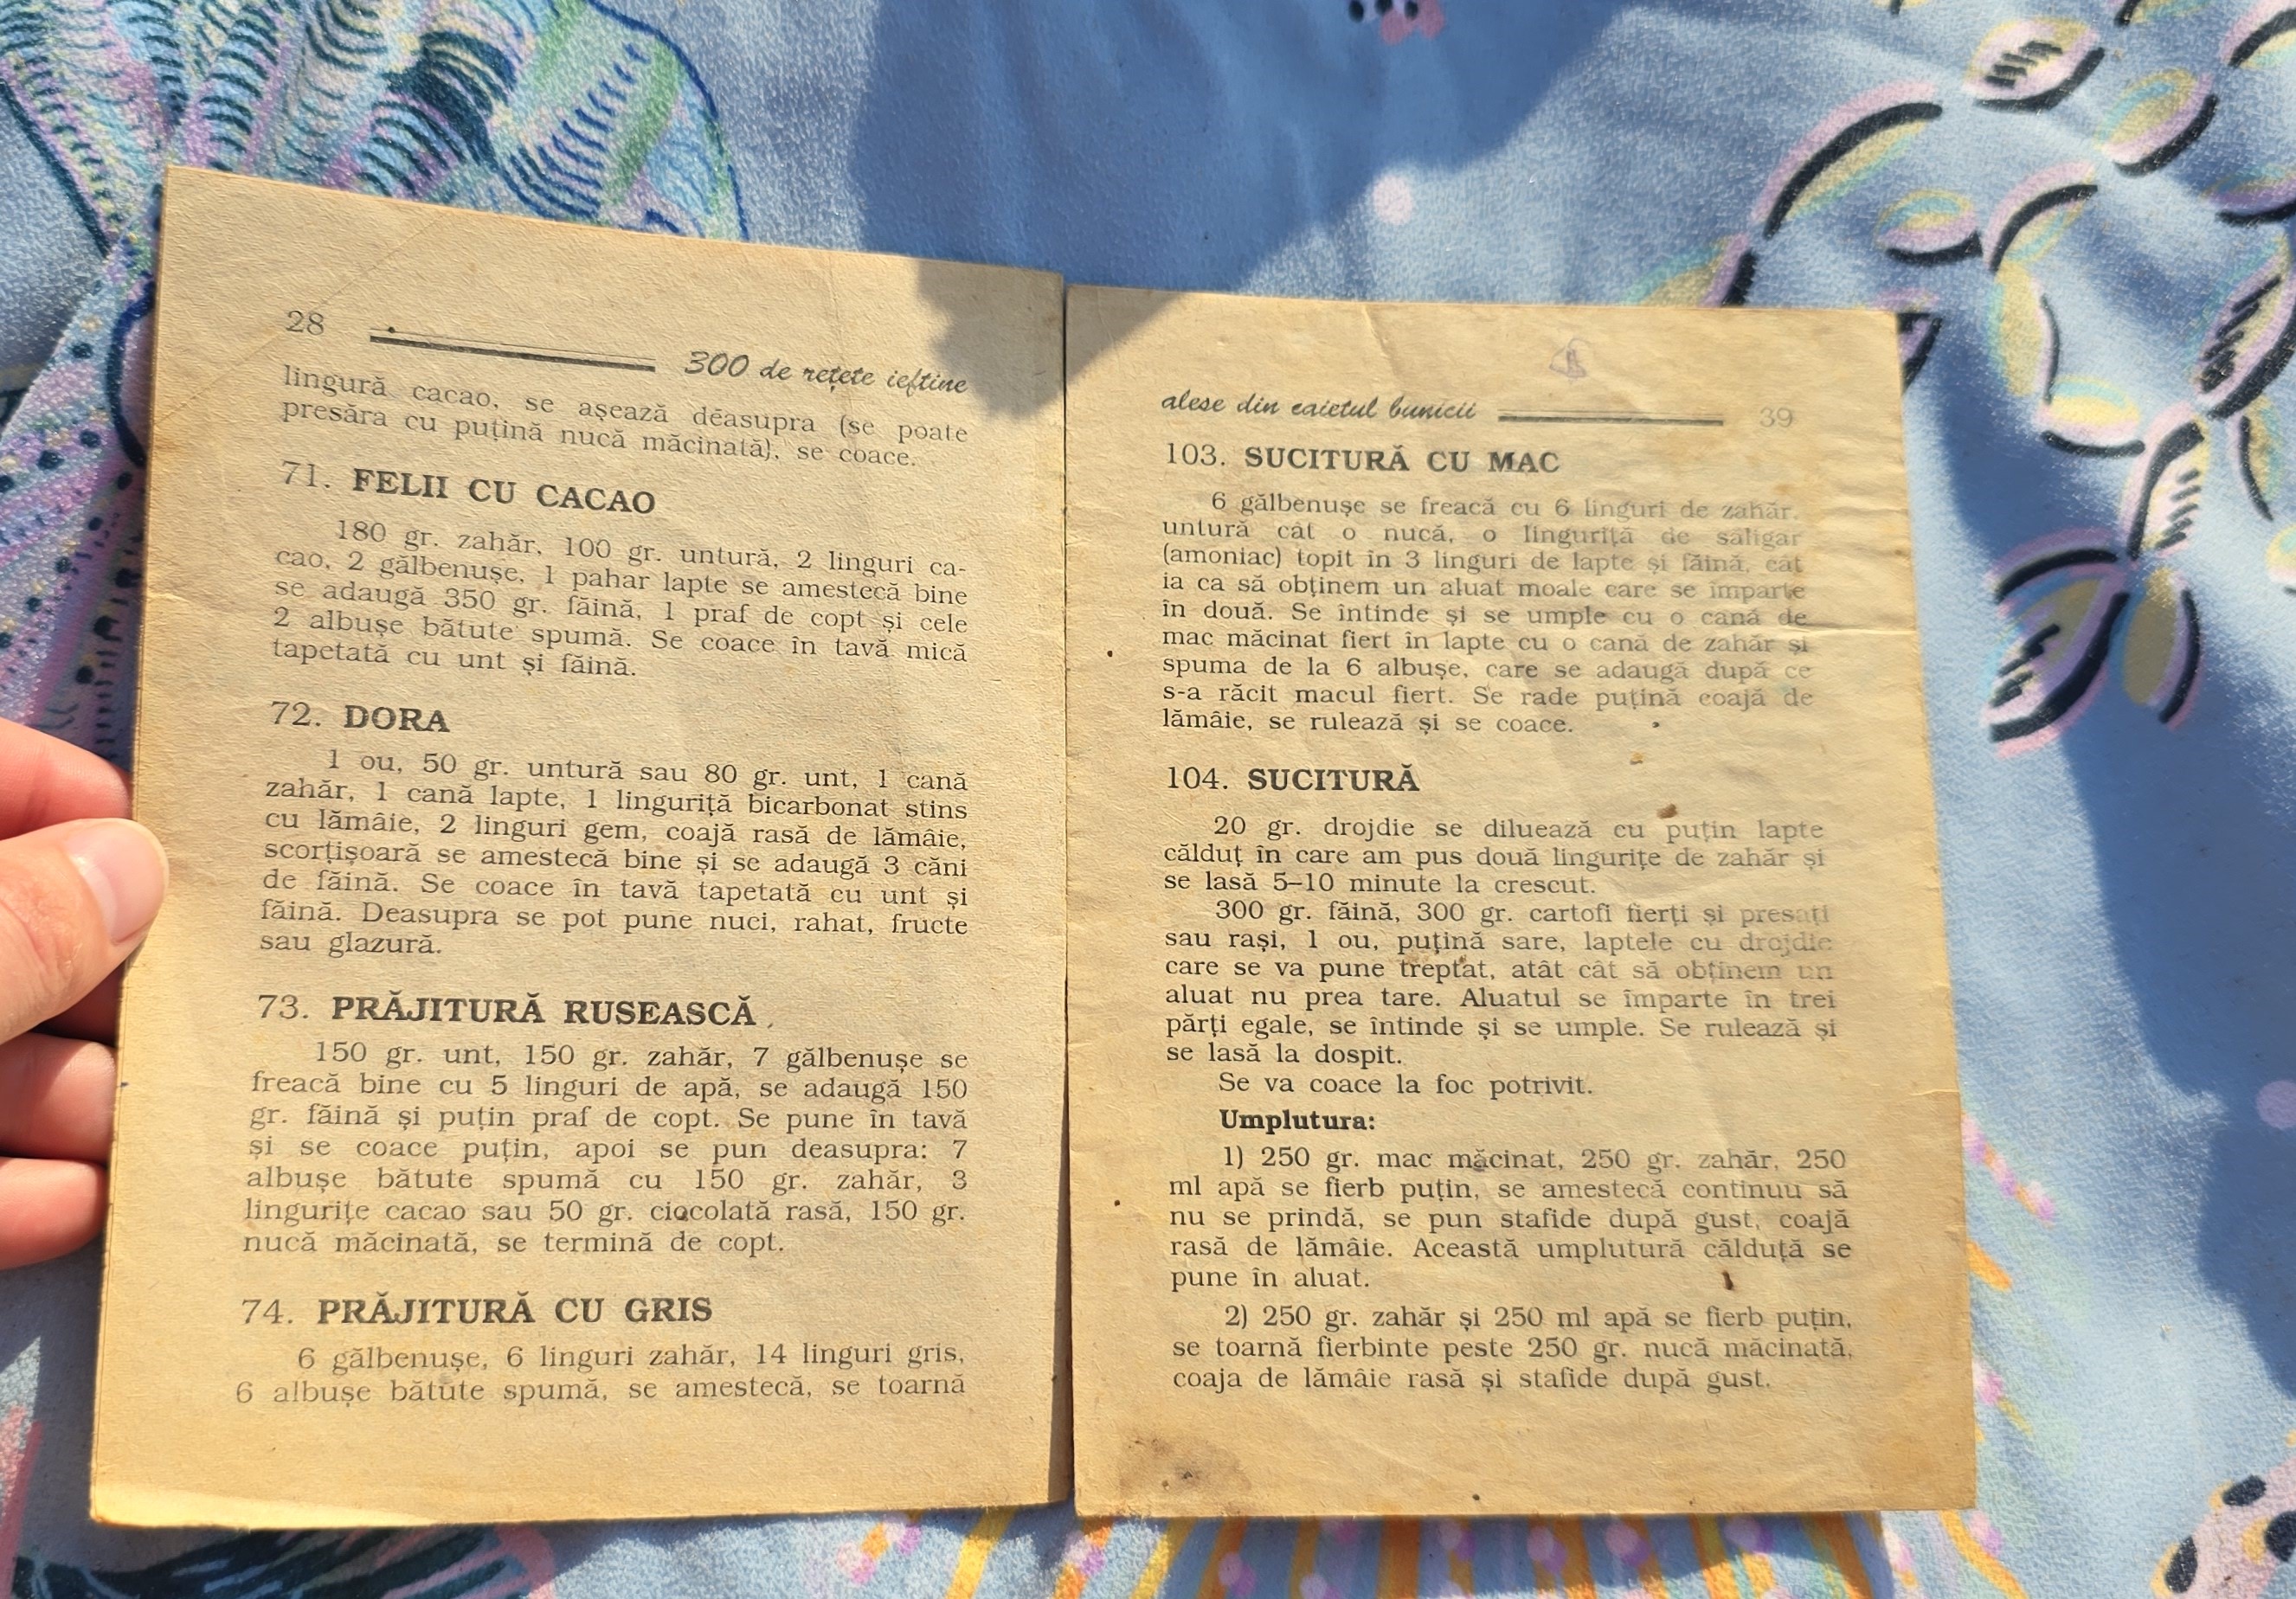 28
300 de rețete ieftine
lingură cacao, se așează deasupra (se poate
presăra cu puțină nucă măcinată), se coace.
71. FELII CU CACAO
180 gr. zahăr, 100 gr. untură, 2 linguri ca-
cao, 2 gălbenușe, 1 pahar lapte se amestecă bine
se adaugă 350 gr. făină, 1 praf de copt și cele
2 albușe bătute spumă. Se coace în tavă mică
tapetată cu unt și făină.
72. DORA
1 ou, 50 gr. untură sau 80 gr. unt, 1 cană
zahăr, 1 cană lapte, 1 linguriță bicarbonat stins
cu lămâie, 2 linguri gem, coajă rasă de lămâie,
scorțișoară se amestecă bine și se adaugă 3 căni
de făină. Se coace în tavă tapetată cu unt și
făină. Deasupra se pot pune nuci, rahat, fructe
sau glazură.
73. PRĂJITURĂ RUSEASCĂ
150 gr. unt, 150 gr. zahăr, 7 gălbenușe se
freacă bine cu 5 linguri de apă, se adaugă 150
gr. făină și puțin praf de copt. Se pune în tavă
și se coace puțin, apoi se pun deasupra: 7
albușe bătute spumă cu 150 gr. zahăr, 3
lingurițe cacao sau 50 gr. ciocolată rasă, 150 gr.
nucă măcinată, se termină de copt.
74. PRĂJITURĂ CU GRIS
6 gălbenușe, 6 linguri zahăr, 14 linguri gris,
6 albușe bătute spumă, se amestecă, se toarnă
alese din caietul bunicii
39
103. SUCITURĂ CU MAC
6 gălbenușe se freacă cu 6 linguri de zahăr,
untură cât o nucă, o linguriță de săligar
(amoniac) topit în 3 linguri de lapte și făină, cât
ia ca să obținem un aluat moale care se împarte
în două. Se întinde și se umple cu o cană de
mac măcinat fiert în lapte cu o cană de zahăr și
spuma de la 6 albușe, care se adaugă după ce
s-a răcit macul fiert. Se rade puțină coajă de
lămâie, se rulează și se coace.
104. SUCITURĂ
20 gr. drojdie se diluează cu puțin lapte
călduț în care am pus două lingurițe de zahăr și
se lasă 5–10 minute la crescut.
300 gr. făină, 300 gr. cartofi fierți și presați
sau rași, 1 ou, puțină sare, laptele cu drojdie
care se va pune treptat, atât cât să obținem un
aluat nu prea tare. Aluatul se împarte în trei
părți egale, se întinde și se umple. Se rulează și
se lasă la dospit.
Se va coace la foc potrivit.
Umplutura:
1) 250 gr. mac măcinat, 250 gr. zahăr, 250
ml apă se fierb puțin, se amestecă continuu să
nu se prindă, se pun stafide după gust, coajă
rasă de lămâie. Această umplutură călduță se
pune în aluat.
2) 250 gr. zahăr și 250 ml apă se fierb puțin,
se toarnă fierbinte peste 250 gr. nucă măcinată,
coaja de lămâie rasă și stafide după gust.